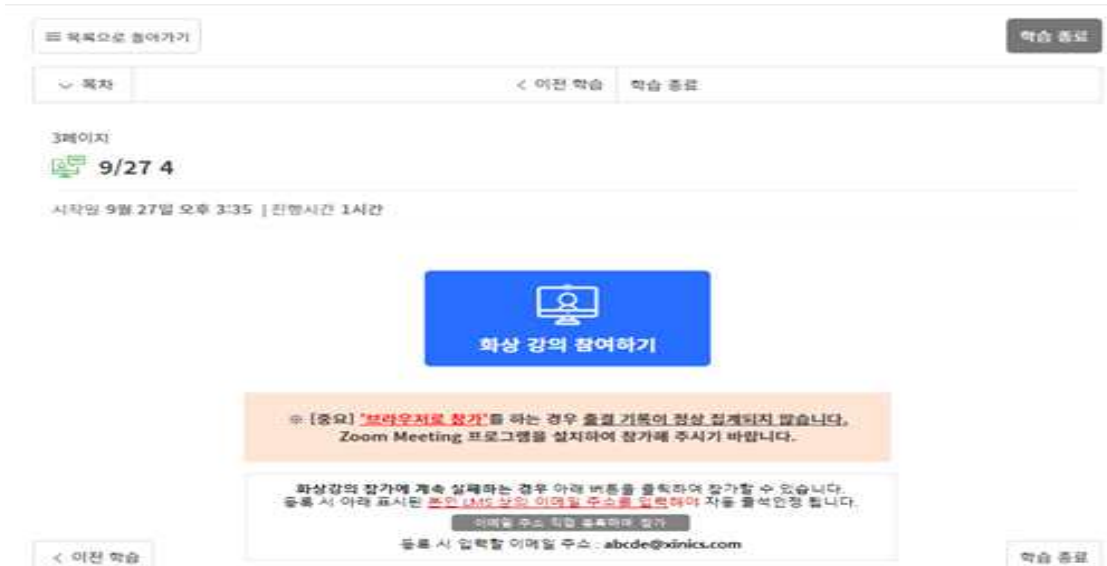 목록으로 돌아가기
학습 종료
목차
< 이전 학습
학습 종료
3페이지
9/27 4
시작일 9월 27일 오후 3:35 | 진행시간 1시간
화상 강의 참여하기
※ [중요] "브라우저로 참가"를 하는 경우 출결 기록이 정상 집계되지 않습니다.
Zoom Meeting 프로그램을 설치하여 참가해 주시기 바랍니다.
화상강의 참가에 계속 실패하는 경우 아래 버튼을 클릭하여 참가할 수 있습니다.
등록 시 아래 표시된 본인 LMS 상의 이메일 주소를 입력해야 자동 출석인정 됩니다.
이메일 주소 직접 등록하여 참가
등록 시 입력할 이메일 주소 : abcde@xinics.com
< 이전 학습
학습 종료